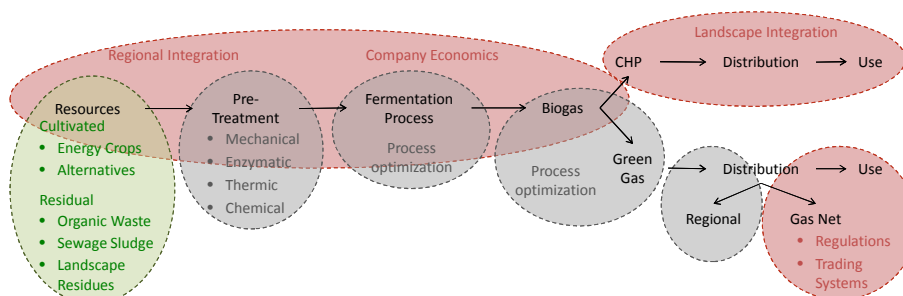 Regional Integration
Company Economics
Landscape Integration
CHP
Distribution
Use
Resources
Cultivated
• Energy Crops
• Alternatives
Residual
• Organic Waste
• Sewage Sludge
• Landscape
Residues
Pre-
Treatment
• Mechanical
• Enzymatic
• Thermic
• Chemical
Fermentation
Process
Process
optimization
Biogas
Process
optimization
Green
Gas
Distribution
Use
Regional
Gas Net
• Regulations
• Trading
Systems